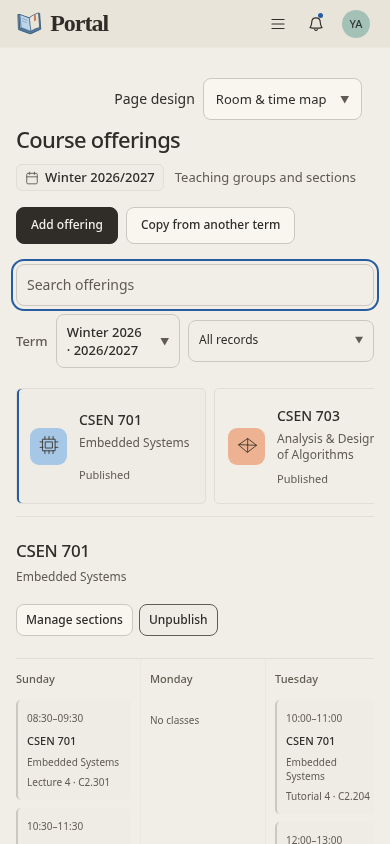 Portal
YA
Page design
Room & time map
Course offerings
Winter 2026/2027
Teaching groups and sections
Add offering
Copy from another term
Search offerings
Term
Winter 2026
· 2026/2027
All records
CSEN 701
Embedded Systems
Published
CSEN 703
Analysis & Design
of Algorithms
Published
CSEN 701
Embedded Systems
Manage sections
Unpublish
Sunday
Monday
Tuesday
08:30–09:30
CSEN 701
Embedded Systems
Lecture 4 · C2.301
10:30–11:30
No classes
10:00–11:00
CSEN 701
Embedded
Systems
Tutorial 4 · C2.204
12:00–13:00